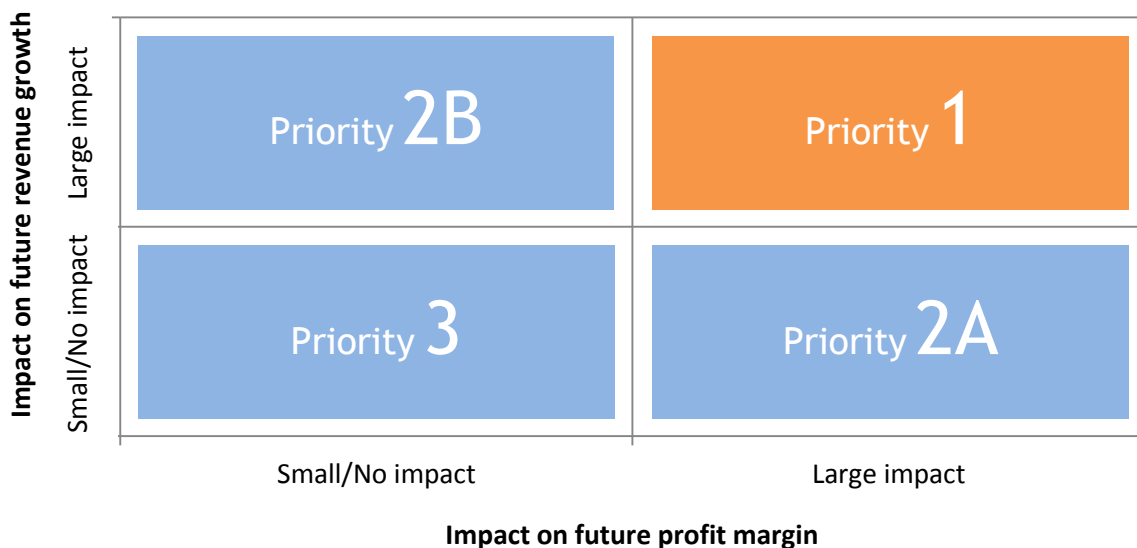 Impact on future revenue growth
Large impact
Small/No impact
Priority 2B
Priority 1
Priority 3
Priority 2A
Small/No impact
Large impact
Impact on future profit margin